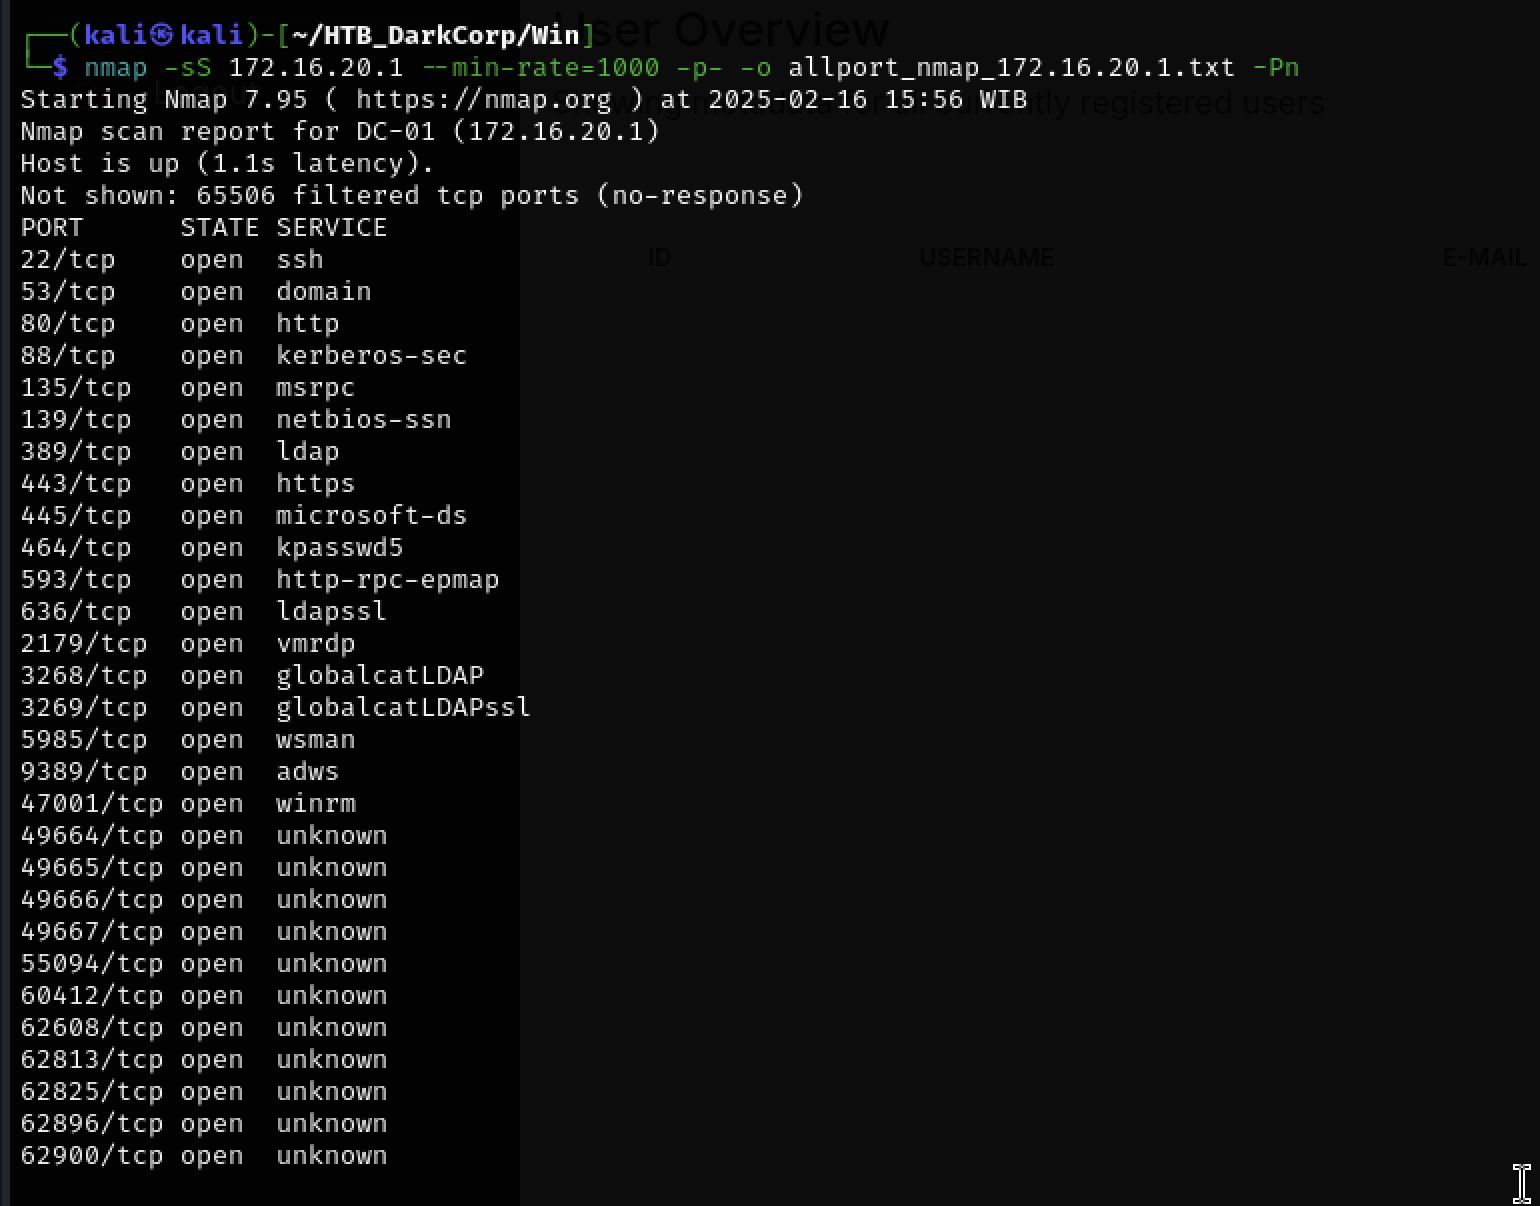 ┌──(kali㉿kali)-[~/HTB_DarkCorp/Win]
User Overview
└─$ nmap -sS 172.16.20.1 --min-rate=1000 -p- -o allport_nmap_172.16.20.1.txt -Pn
Starting Nmap 7.95 ( https://nmap.org ) at 2025-02-16 15:56 WIB
registered users
Nmap scan report for DC-01 (172.16.20.1)
Host is up (1.1s latency).
Not shown: 65506 filtered tcp ports (no-response)
PORT      STATE SERVICE
22/tcp    open  ssh
ID USERNAME E-MAIL
53/tcp    open  domain
80/tcp    open  http
88/tcp    open  kerberos-sec
135/tcp   open  msrpc
139/tcp   open  netbios-ssn
389/tcp   open  ldap
443/tcp   open  https
445/tcp   open  microsoft-ds
464/tcp   open  kpasswd5
593/tcp   open  http-rpc-epmap
636/tcp   open  ldapssl
2179/tcp  open  vmrdp
3268/tcp  open  globalcatLDAP
3269/tcp  open  globalcatLDAPssl
5985/tcp  open  wsman
9389/tcp  open  adws
47001/tcp open  winrm
49664/tcp open  unknown
49665/tcp open  unknown
49666/tcp open  unknown
49667/tcp open  unknown
55094/tcp open  unknown
60412/tcp open  unknown
62608/tcp open  unknown
62813/tcp open  unknown
62825/tcp open  unknown
62896/tcp open  unknown
62900/tcp open  unknown